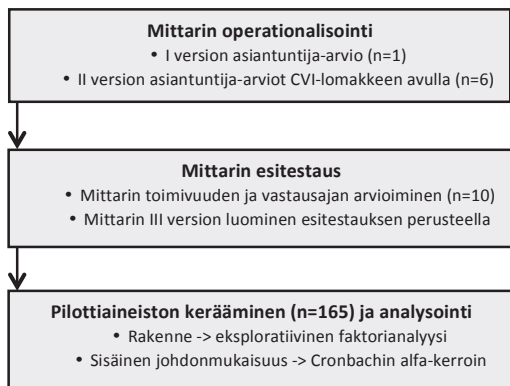 Mittarin operationalisointi
• I version asiantuntija-arvio (n=1)
• II version asiantuntija-arviot CVI-lomakkeen avulla (n=6)
Mittarin esitestaus
• Mittarin toimivuuden ja vastausajan arvioiminen (n=10)
• Mittarin III version luominen esitestauksen perusteella
Pilottiaineiston kerääminen (n=165) ja analysointi
• Rakenne -> eksploratiivinen faktorianalyysi
• Sisäinen johdonmukaisuus -> Cronbachin alfa-kerroin